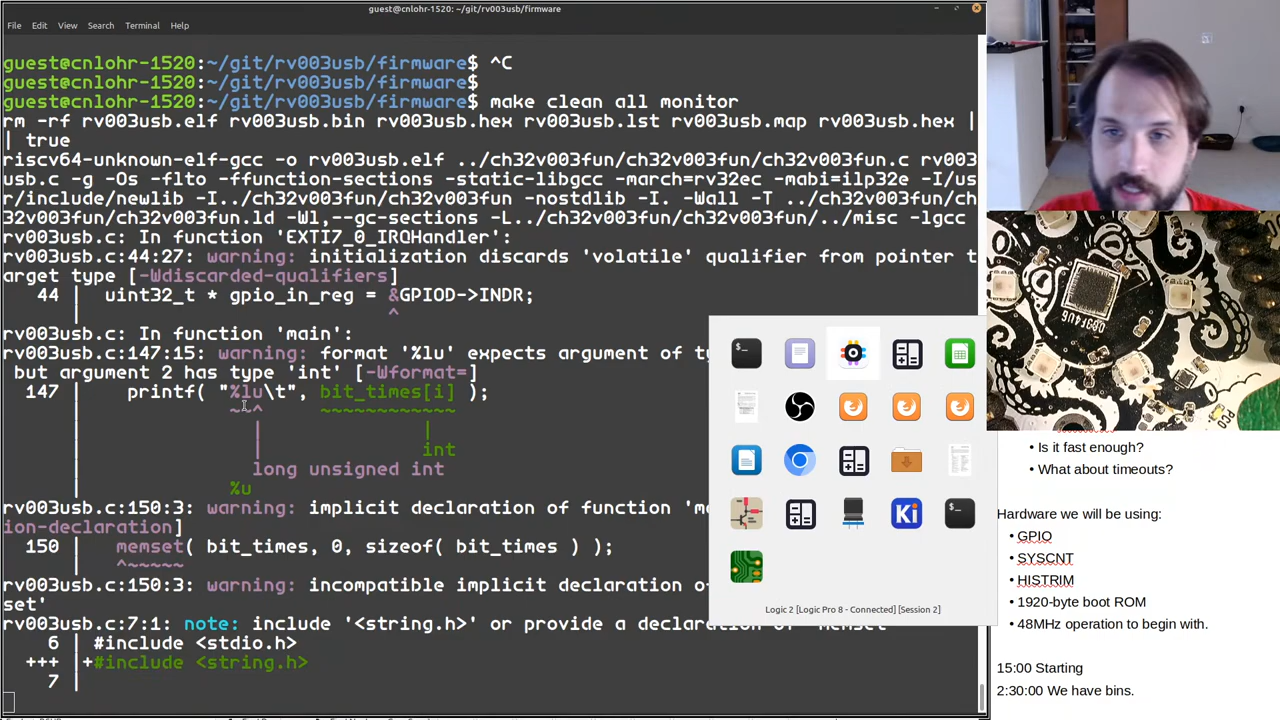 guest@cnlohr-1520: ~/git/rv003usb/firmware
File Edit View Search Terminal Help
guest@cnlohr-1520:~/git/rv003usb/firmware$ ^C
guest@cnlohr-1520:~/git/rv003usb/firmware$
guest@cnlohr-1520:~/git/rv003usb/firmware$ make clean all monitor
rm -rf rv003usb.elf rv003usb.bin rv003usb.hex rv003usb.lst rv003usb.map rv003usb.hex |
| true
riscv64-unknown-elf-gcc -o rv003usb.elf ../ch32v003fun/ch32v003fun/ch32v003fun.c rv003
usb.c -g -Os -flto -ffunction-sections -static-libgcc -march=rv32ec -mabi=ilp32e -I/us
r/include/newlib -I../ch32v003fun/ch32v003fun -nostdlib -I. -Wall -T ../ch32v003fun/ch
32v003fun/ch32v003fun.ld -Wl,--gc-sections -L../ch32v003fun/ch32v003fun/../misc -lgcc
rv003usb.c: In function 'EXTI7_0_IRQHandler':
rv003usb.c:44:27: warning: initialization discards 'volatile' qualifier from pointer t
arget type [-Wdiscarded-qualifiers]
44 | uint32_t * gpio_in_reg = &GPIOD->INDR;
| ^
rv003usb.c: In function 'main':
rv003usb.c:147:15: warning: format '%lu' expects argument of ty
but argument 2 has type 'int' [-Wformat=]
147 | printf( "%lu\t", bit_times[i] );
| ~~^ ~~~~~~~~~~~~
| | |
| | int
| long unsigned int
| %u
rv003usb.c:150:3: warning: implicit declaration of function 'me
ion-declaration]
150 | memset( bit_times, 0, sizeof( bit_times ) );
| ^~~~~~
rv003usb.c:150:3: warning: incompatible implicit declaration of
set'
rv003usb.c:7:1: note: include '<string.h>' or provide a declaration of 'memset'
6 | #include <stdio.h>
+++ |+#include <string.h>
7 |
Logic 2 [Logic Pro 8 - Connected] [Session 2]
Ki
• Is it fast enough?
• What about timeouts?
Hardware we will be using:
• GPIO
• SYSCNT
• HISTRIM
• 1920-byte boot ROM
• 48MHz operation to begin with.
15:00 Starting
2:30:00 We have bins.